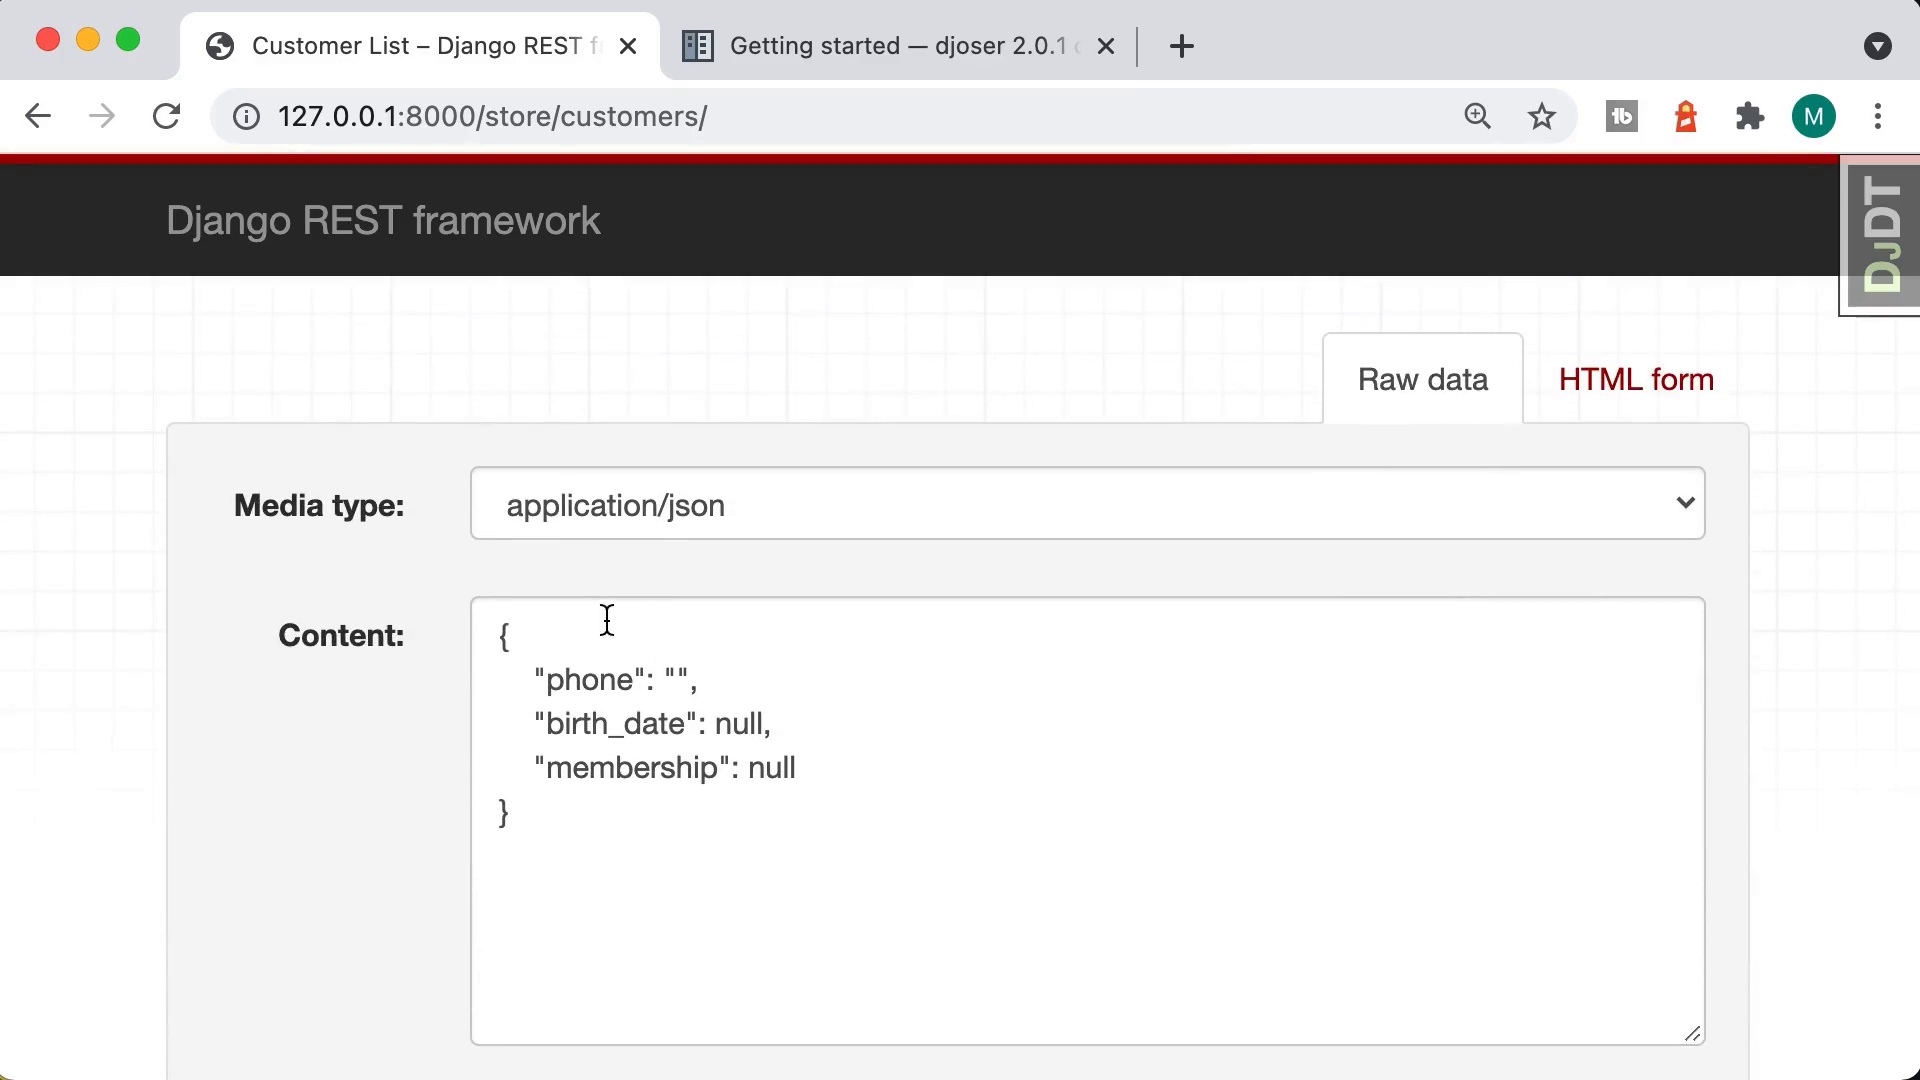 Customer List – Django REST f
Getting started — djoser 2.0.1
127.0.0.1:8000/store/customers/
tb
M
Django REST framework
DJDT
Raw data
HTML form
Media type:
application/json
Content:
{
"phone": "",
"birth_date": null,
"membership": null
}